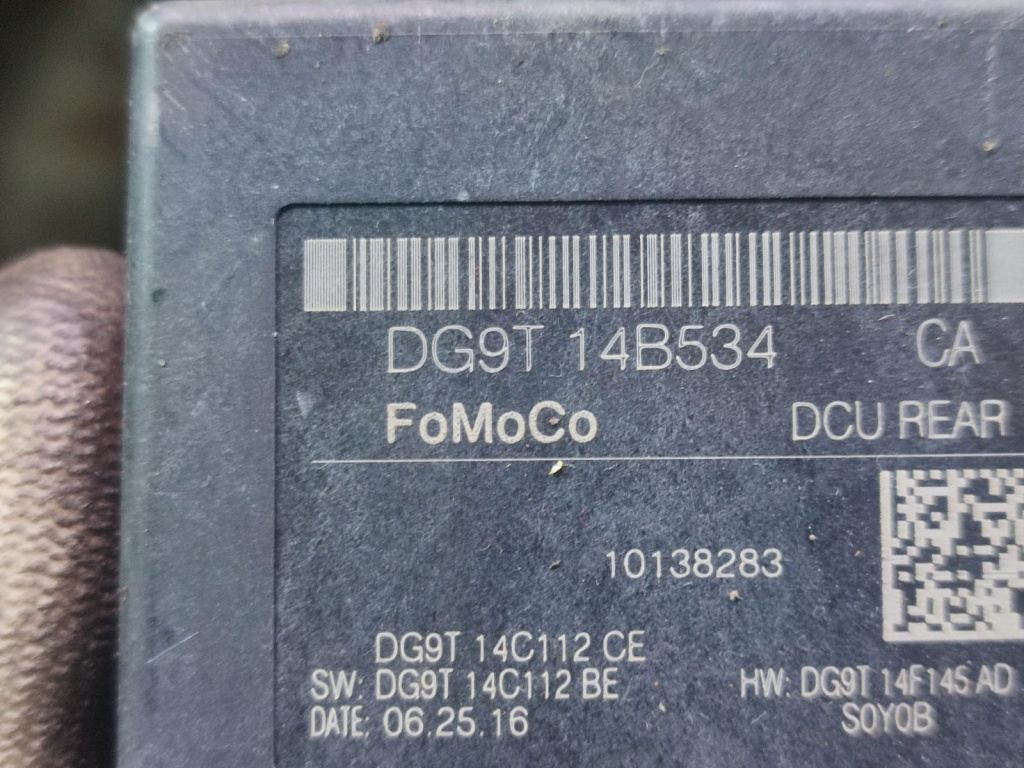 DG9T 14B534 CA
FoMoCo DCU REAR
10138283
DG9T 14C112 CE
SW: DG9T 14C112 BE HW: DG9T 14F145 AD
DATE: 06.25.16 S0Y0B